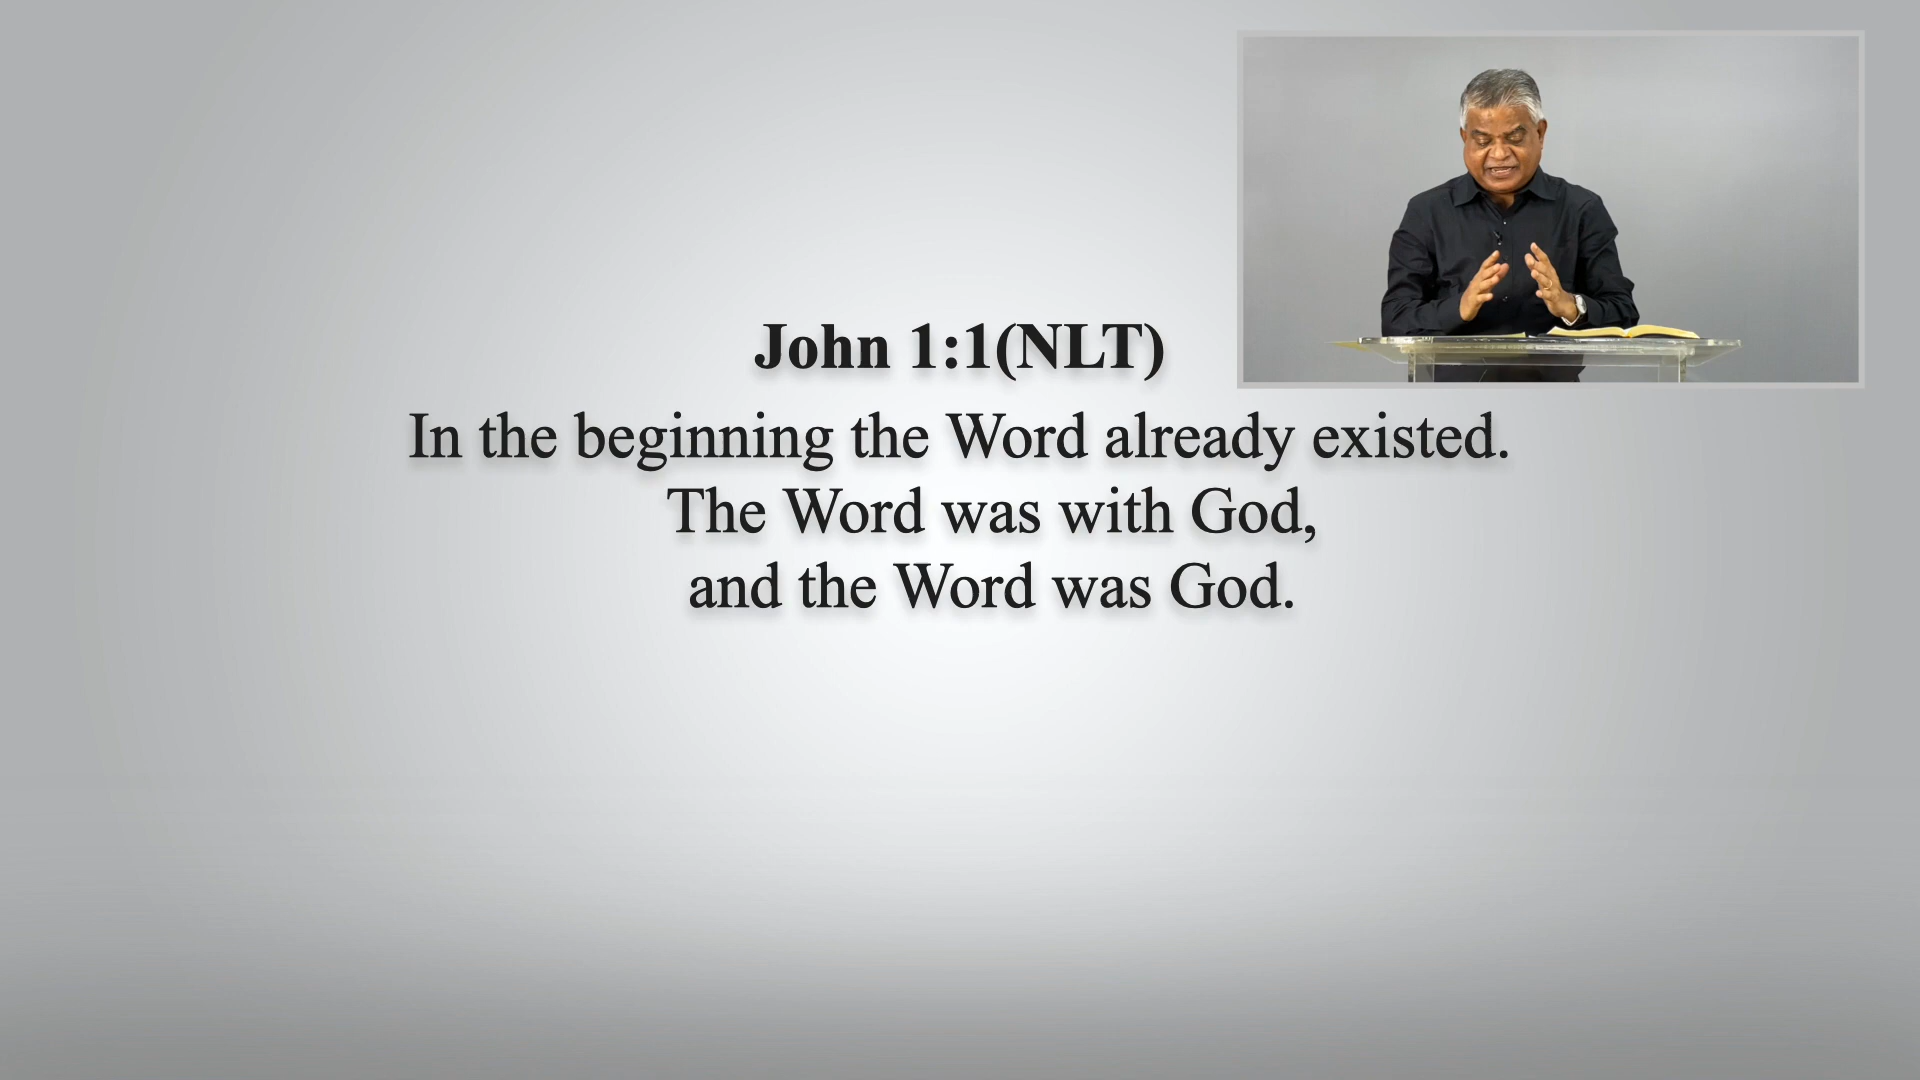 John 1:1(NLT)
In the beginning the Word already existed.
The Word was with God,
and the Word was God.